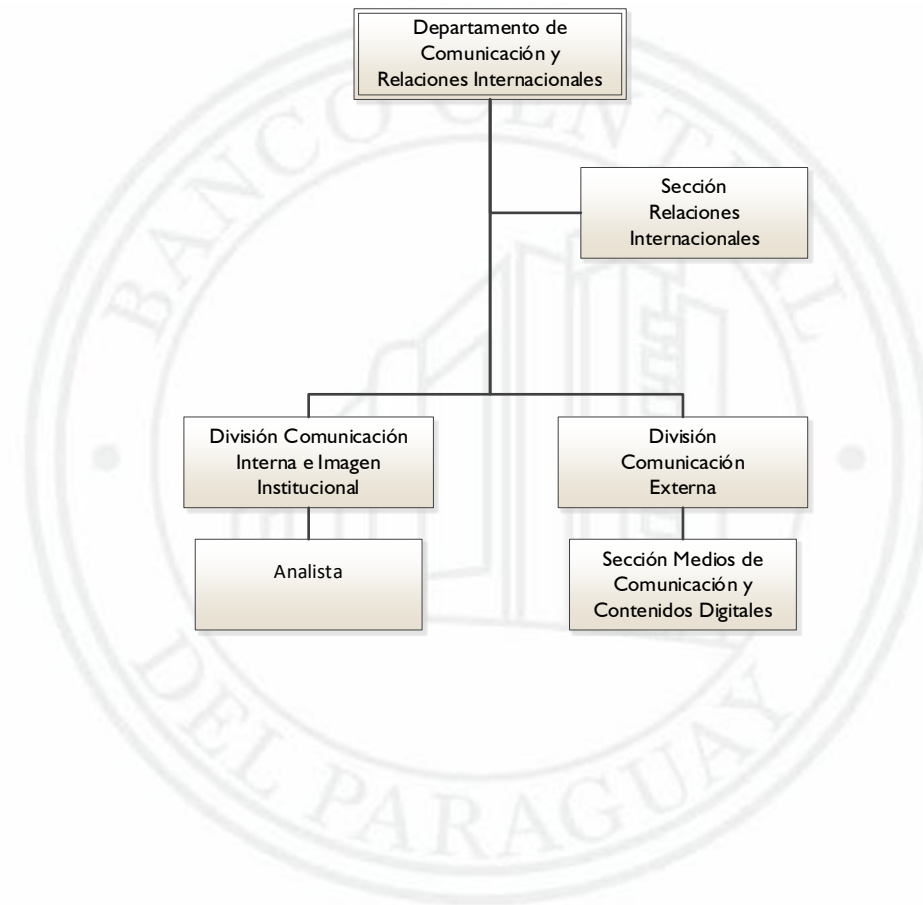 Departamento de
Comunicación y
Relaciones Internacionales
Sección
Relaciones
Internacionales
División Comunicación
Interna e Imagen
Institucional
División
Comunicación
Externa
Analista
Sección Medios de
Comunicación y
Contenidos Digitales
BANCO CENTRAL
DEL PARAGUAY